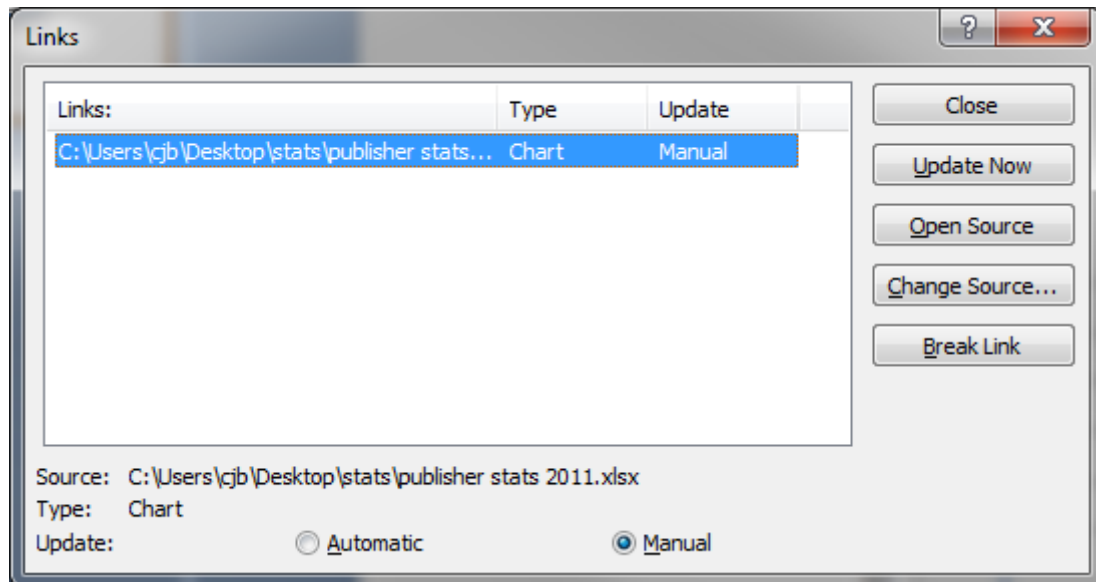 Links
?
X
Links: Type Update
C:\Users\cjb\Desktop\stats\publisher stats... Chart Manual
Close
Update Now
Open Source
Change Source...
Break Link
Source: C:\Users\cjb\Desktop\stats\publisher stats 2011.xlsx
Type: Chart
Update: Automatic Manual